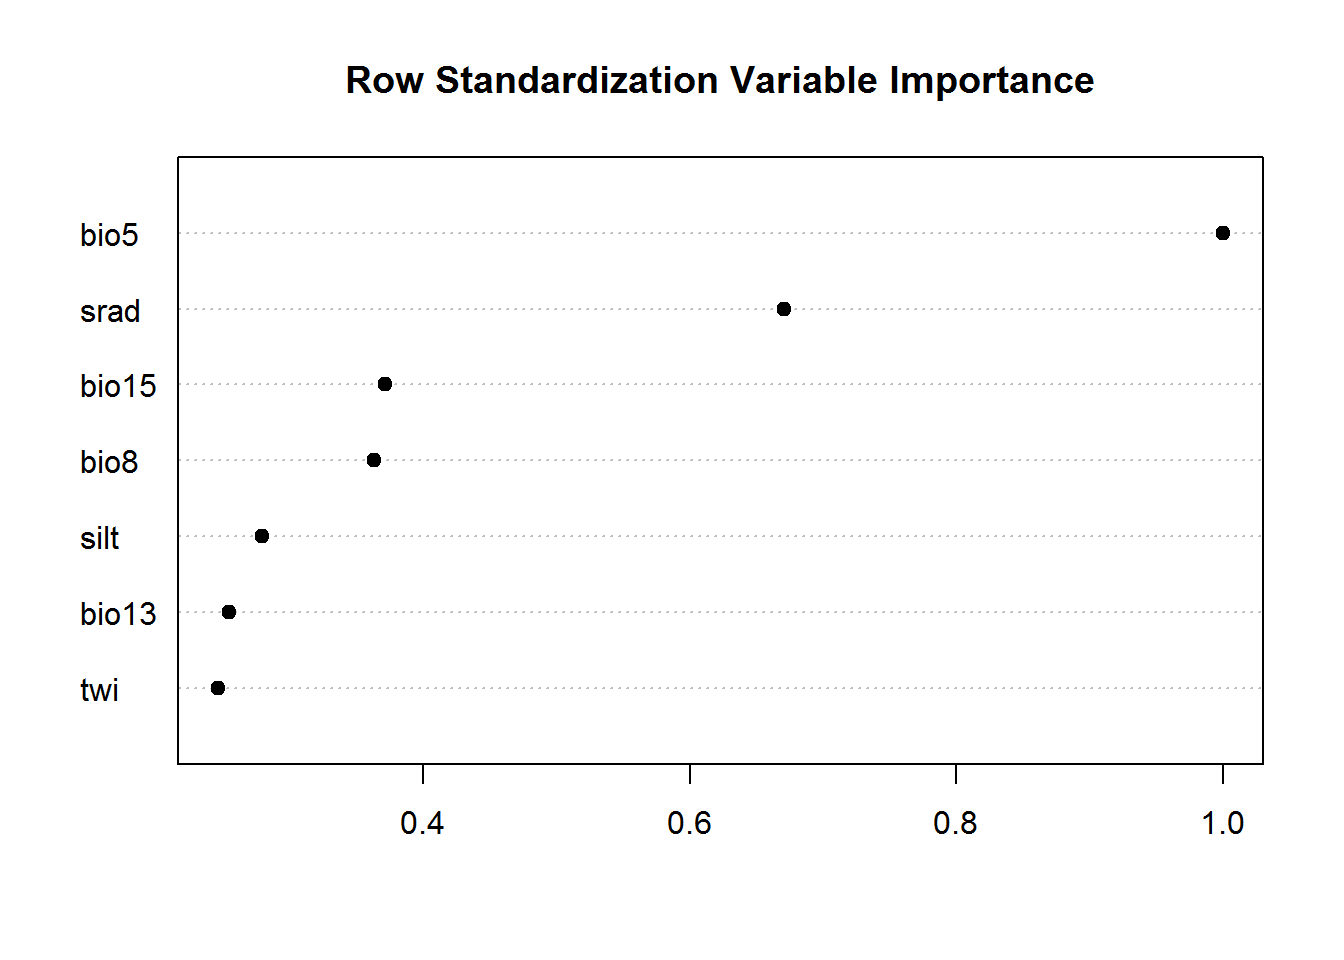 Row Standardization Variable Importance
bio5
srad
bio15
bio8
silt
bio13
twi
0.4 0.6 0.8 1.0